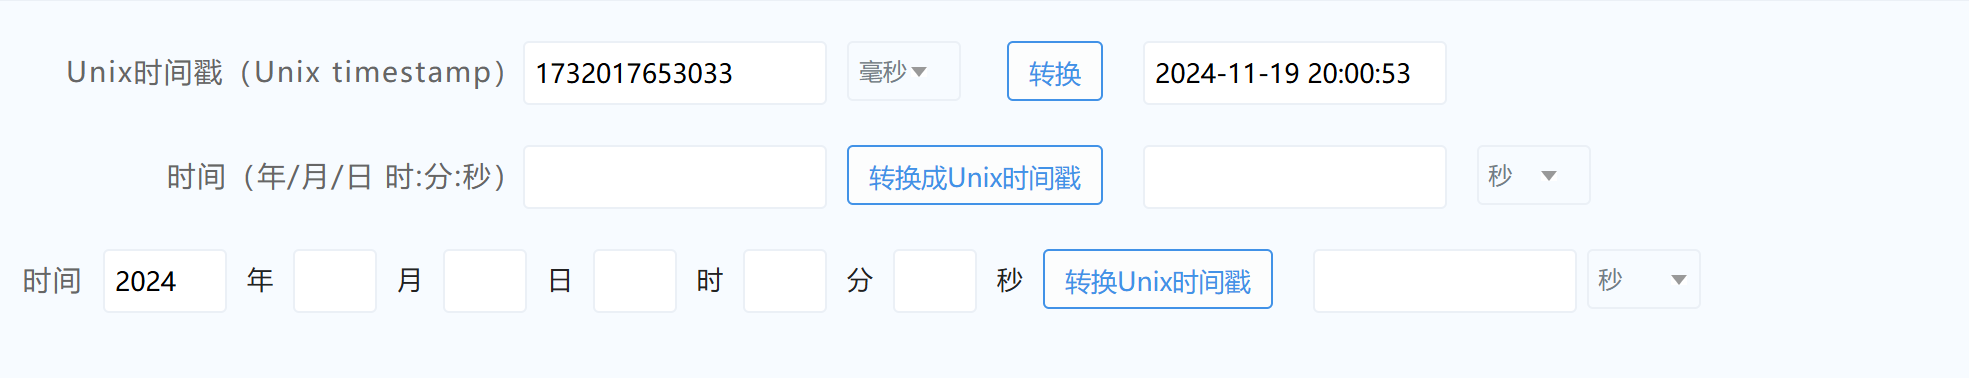 Unix时间戳（Unix timestamp） 1732017653033 毫秒 转换 2024-11-19 20:00:53
时间（年/月/日 时:分:秒） 转换成Unix时间戳 秒
时间 2024 年 月 日 时 分 秒 转换Unix时间戳 秒